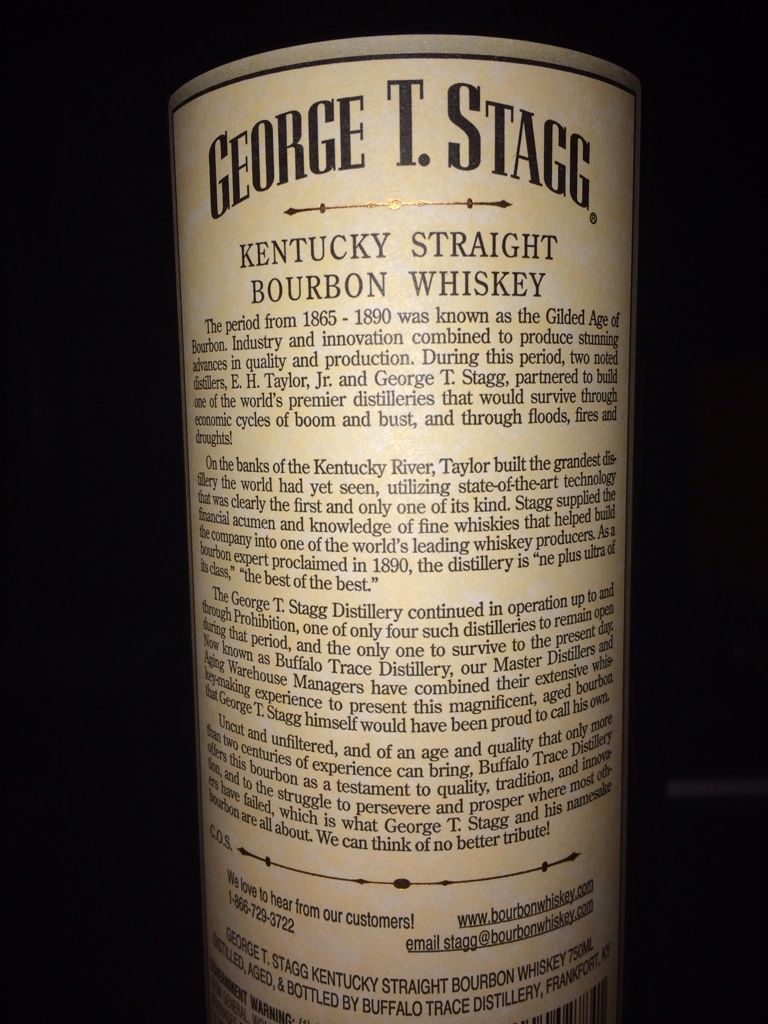 GEORGE T. STAGG®
KENTUCKY STRAIGHT
BOURBON WHISKEY
The period from 1865 - 1890 was known as the Gilded Age of
Bourbon. Industry and innovation combined to produce stunning
advances in quality and production. During this period, two noted
distillers, E. H. Taylor, Jr. and George T. Stagg, partnered to build
one of the world's premier distilleries that would survive through
economic cycles of boom and bust, and through floods, fires and
droughts!
On the banks of the Kentucky River, Taylor built the grandest dis-
tillery the world had yet seen, utilizing state-of-the-art technology
that was clearly the first and only one of its kind. Stagg supplied the
financial acumen and knowledge of fine whiskies that helped build
the company into one of the world's leading whiskey producers. As a
bourbon expert proclaimed in 1890, the distillery is "ne plus ultra of
its class," "the best of the best."
The George T. Stagg Distillery continued in operation up to and
through Prohibition, one of only four such distilleries to remain open
during that period, and the only one to survive to the present day.
Now known as Buffalo Trace Distillery, our Master Distillers and
Aging Warehouse Managers have combined their extensive whis-
key-making experience to present this magnificent, aged bourbon
that George T. Stagg himself would have been proud to call his own.
Uncut and unfiltered, and of an age and quality that only more
than two centuries of experience can bring, Buffalo Trace Distillery
offers this bourbon as a testament to quality, tradition, and innova-
tion, and to the struggle to persevere and prosper where most oth-
ers have failed, which is what George T. Stagg and his namesake
bourbon are all about. We can think of no better tribute!
C.O.S.
We love to hear from our customers! www.bourbonwhiskey.com
1-866-729-3722 email stagg@bourbonwhiskey.com
GEORGE T. STAGG KENTUCKY STRAIGHT BOURBON WHISKEY 750ML
DISTILLED, AGED, & BOTTLED BY BUFFALO TRACE DISTILLERY, FRANKFORT, KY
GOVERNMENT WARNING: (1)